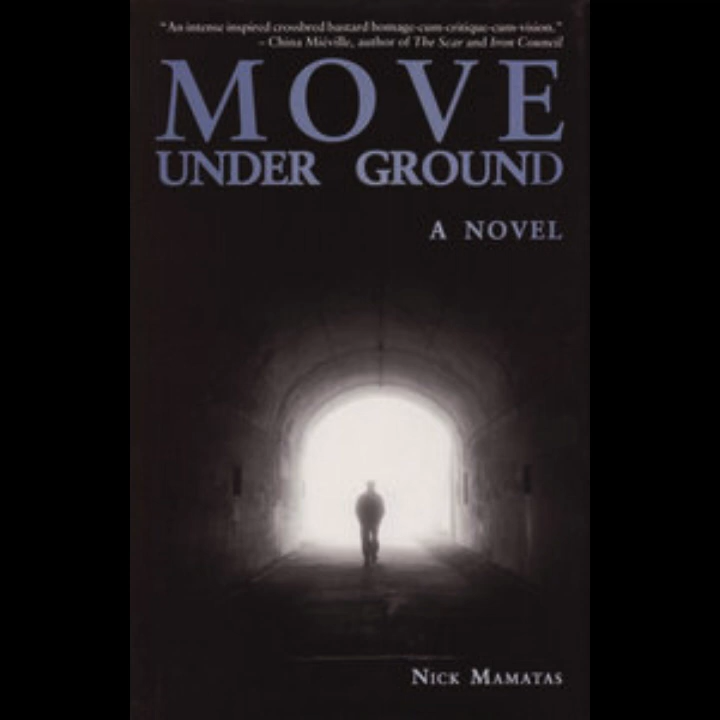 “An intense inspired crossbred bastard homage-cum-critique-cum-vision.”
– China Miéville, author of The Scar and Iron Council
MOVE
UNDER GROUND
A NOVEL
NICK MAMATAS